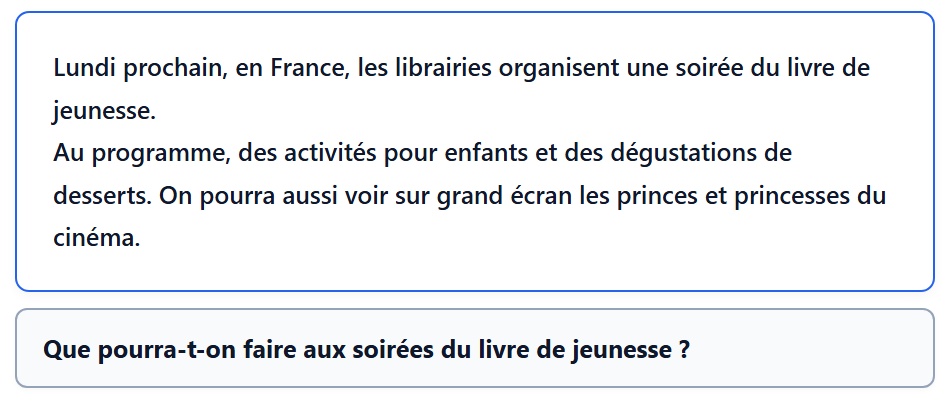 Lundi prochain, en France, les librairies organisent une soirée du livre de
jeunesse.
Au programme, des activités pour enfants et des dégustations de
desserts. On pourra aussi voir sur grand écran les princes et princesses du
cinéma.
Que pourra-t-on faire aux soirées du livre de jeunesse ?